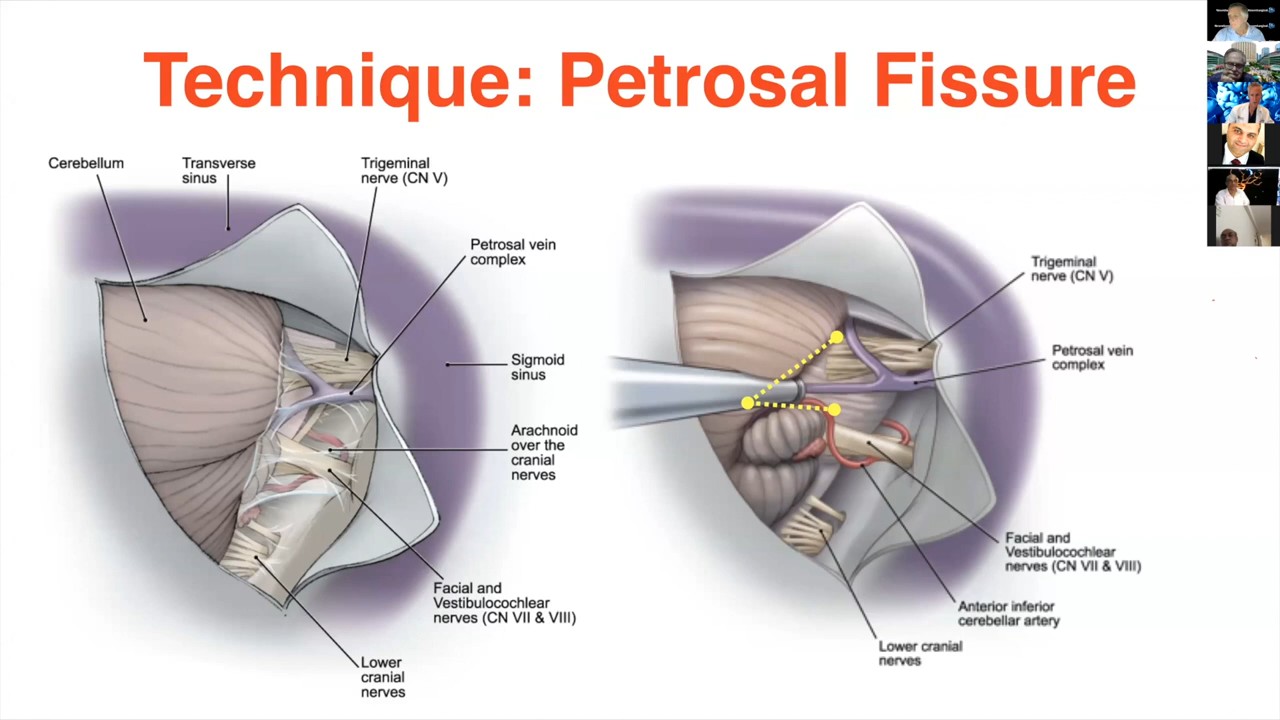 Technique: Petrosal Fissure
Cerebellum
Transverse
sinus
Trigeminal
nerve (CN V)
Petrosal vein
complex
Sigmoid
sinus
Arachnoid
over the
cranial
nerves
Facial and
Vestibulocochlear
nerves (CN VII & VIII)
Lower
cranial
nerves
Trigeminal
nerve (CN V)
Petrosal vein
complex
Facial and
Vestibulocochlear
nerves (CN VII & VIII)
Anterior inferior
cerebellar artery
Lower cranial
nerves